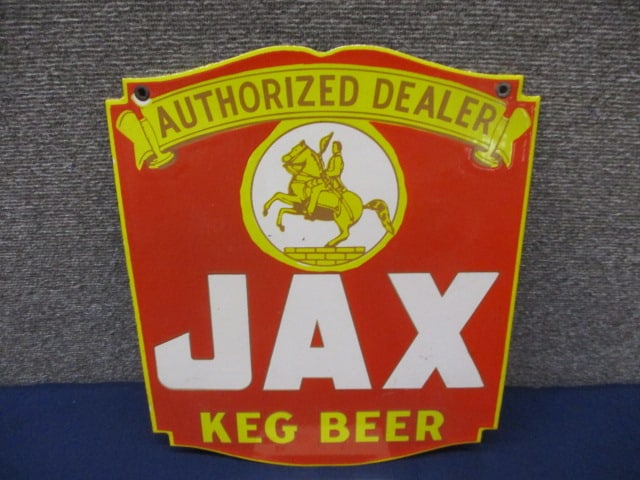 AUTHORIZED DEALER
JAX
KEG BEER